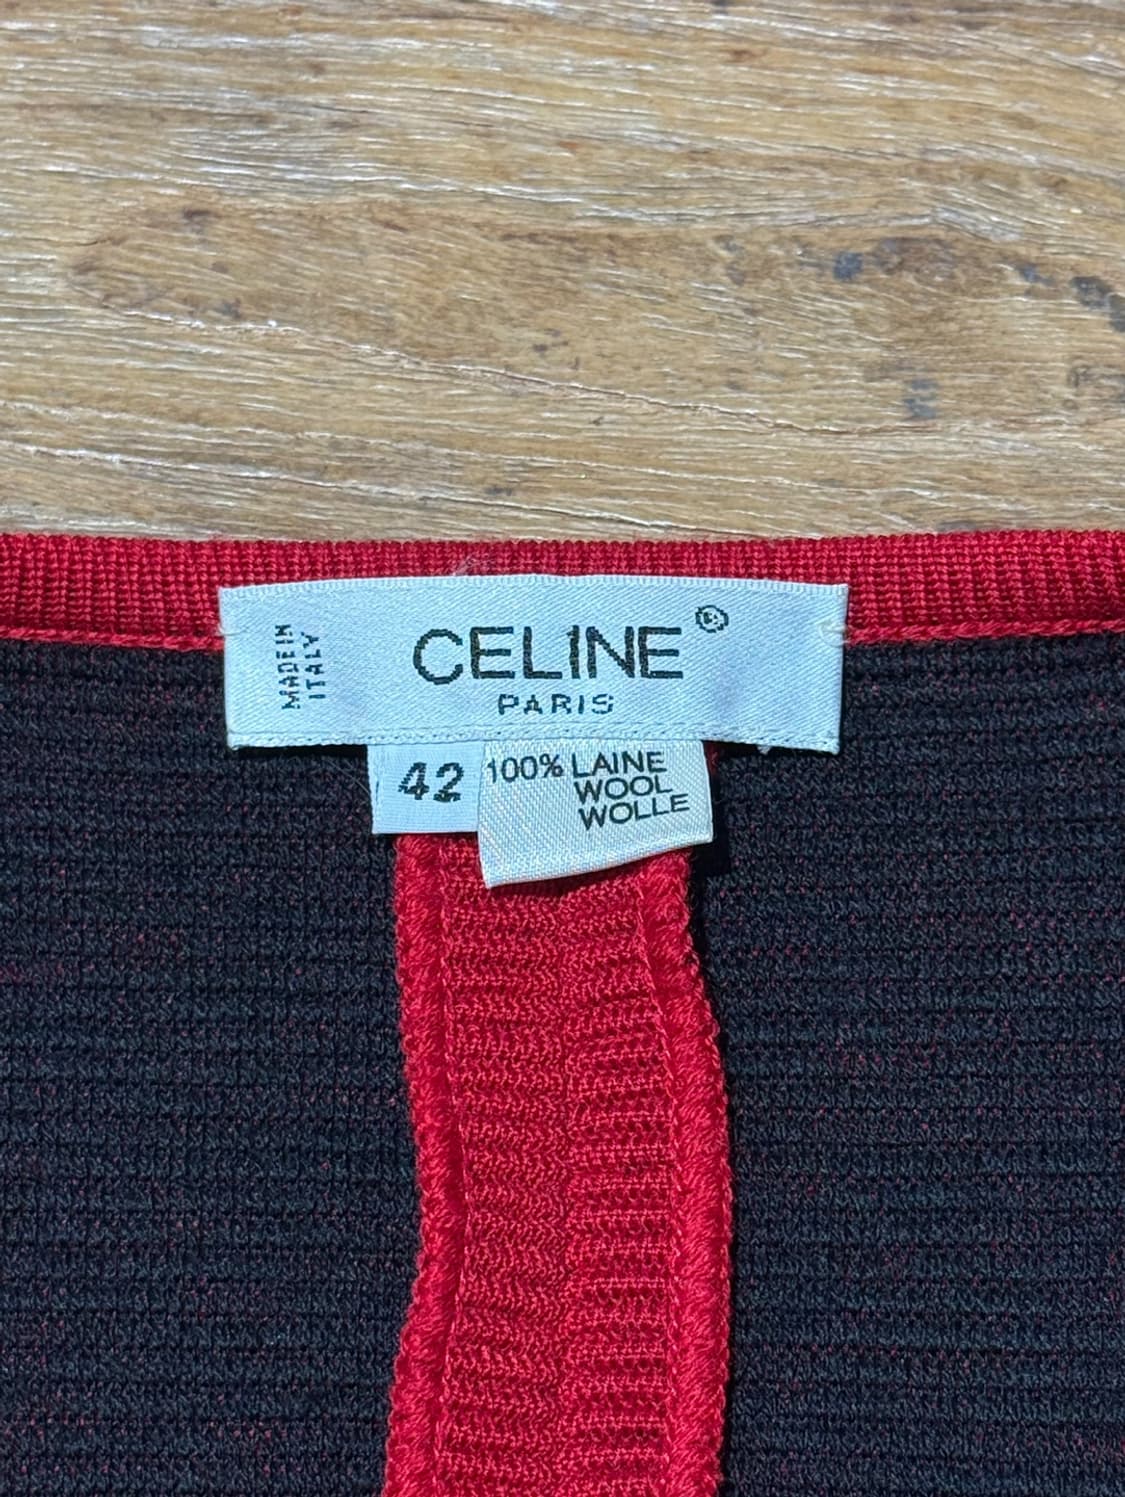 MADE IN
ITALY
CELINE®
PARIS
42
100% LAINE
WOOL
WOLLE